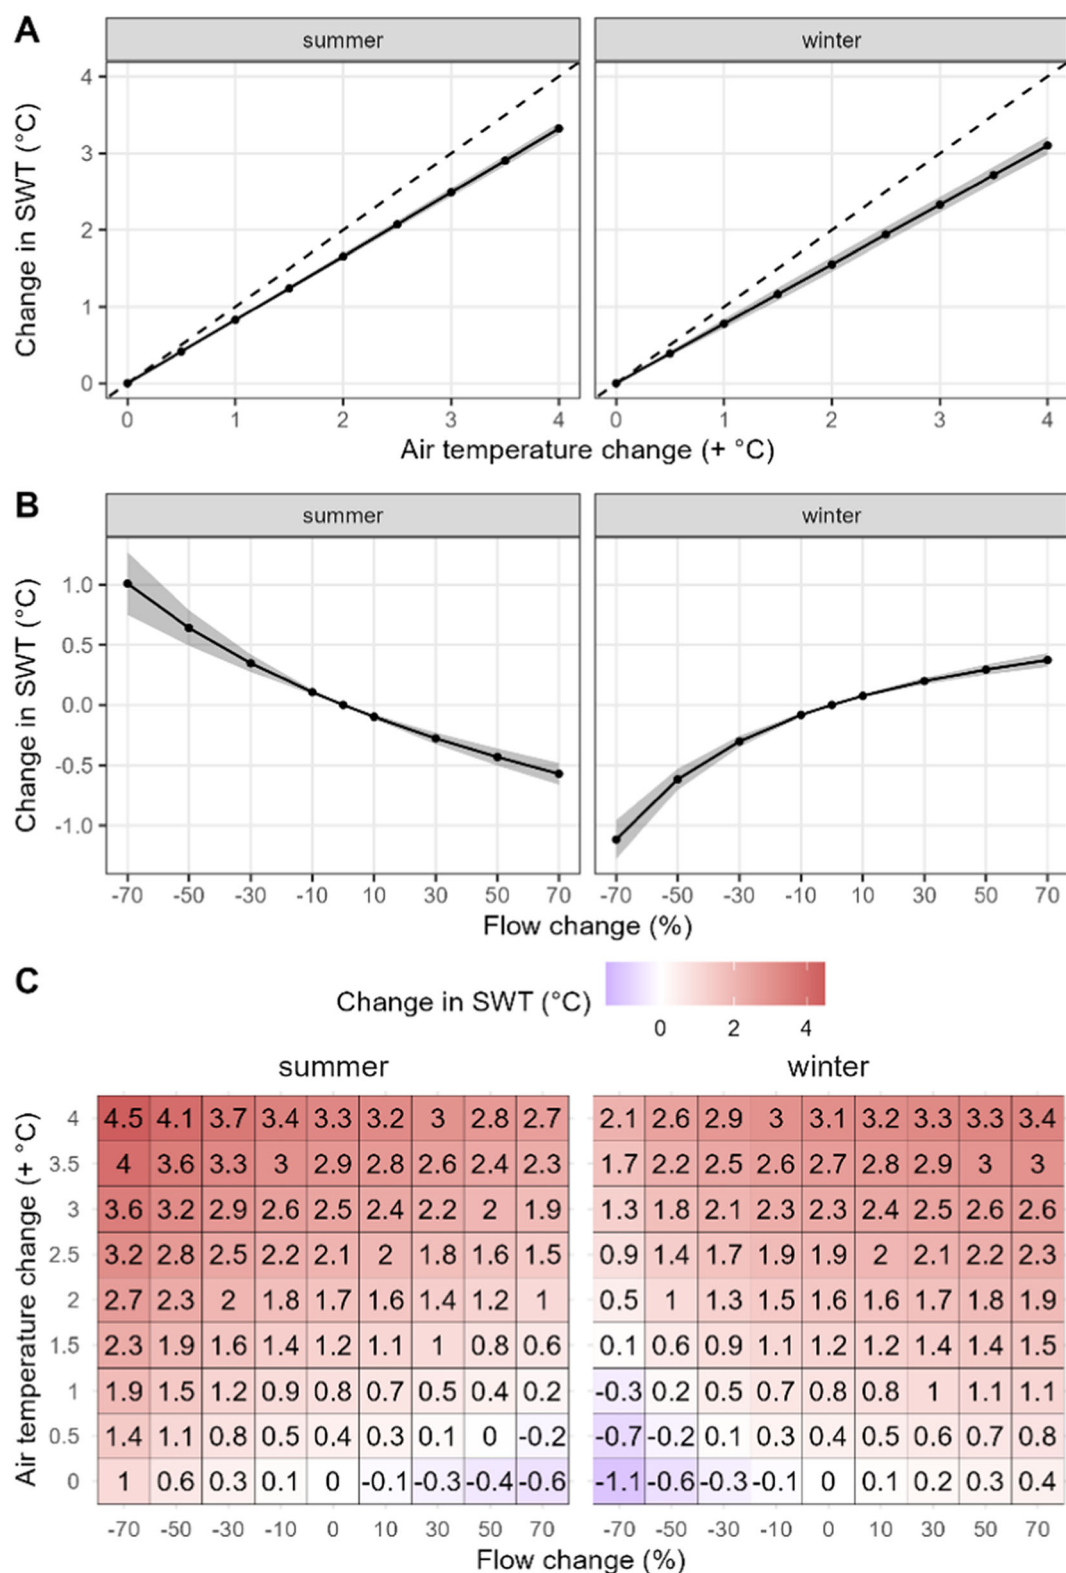 A
summer winter
Change in SWT (°C)
4
3
2
1
0
0 1 2 3 4 0 1 2 3 4
Air temperature change (+ °C)
B
summer winter
Change in SWT (°C)
1.0
0.5
0.0
-0.5
-1.0
-70 -50 -30 -10 10 30 50 70 -70 -50 -30 -10 10 30 50 70
Flow change (%)
C
Change in SWT (°C)
0 2 4
summer winter
Air temperature change (+ °C)
4 4.5 4.1 3.7 3.4 3.3 3.2 3 2.8 2.7 2.1 2.6 2.9 3 3.1 3.2 3.3 3.3 3.4
3.5 4 3.6 3.3 3 2.9 2.8 2.6 2.4 2.3 1.7 2.2 2.5 2.6 2.7 2.8 2.9 3 3
3 3.6 3.2 2.9 2.6 2.5 2.4 2.2 2 1.9 1.3 1.8 2.1 2.3 2.3 2.4 2.5 2.6 2.6
2.5 3.2 2.8 2.5 2.2 2.1 2 1.8 1.6 1.5 0.9 1.4 1.7 1.9 1.9 2 2.1 2.2 2.3
2 2.7 2.3 2 1.8 1.7 1.6 1.4 1.2 1 0.5 1 1.3 1.5 1.6 1.6 1.7 1.8 1.9
1.5 2.3 1.9 1.6 1.4 1.2 1.1 1 0.8 0.6 0.1 0.6 0.9 1.1 1.2 1.2 1.4 1.4 1.5
1 1.9 1.5 1.2 0.9 0.8 0.7 0.5 0.4 0.2 -0.3 0.2 0.5 0.7 0.8 0.8 1 1.1 1.1
0.5 1.4 1.1 0.8 0.5 0.4 0.3 0.1 0 -0.2 -0.7 -0.2 0.1 0.3 0.4 0.5 0.6 0.7 0.8
0 1 0.6 0.3 0.1 0 -0.1 -0.3 -0.4 -0.6 -1.1 -0.6 -0.3 -0.1 0 0.1 0.2 0.3 0.4
-70 -50 -30 -10 0 10 30 50 70 -70 -50 -30 -10 0 10 30 50 70
Flow change (%)